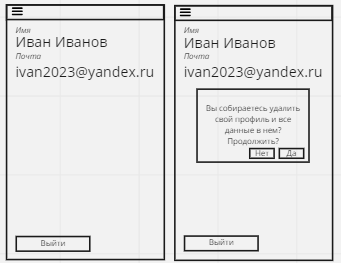 Имя
Иван Иванов
Почта
ivan2023@yandex.ru
Выйти
Имя
Иван Иванов
Почта
ivan2023@yandex.ru
Вы собираетесь удалить
свой профиль и все
данные в нем?
Продолжить?
Нет
Да
Выйти